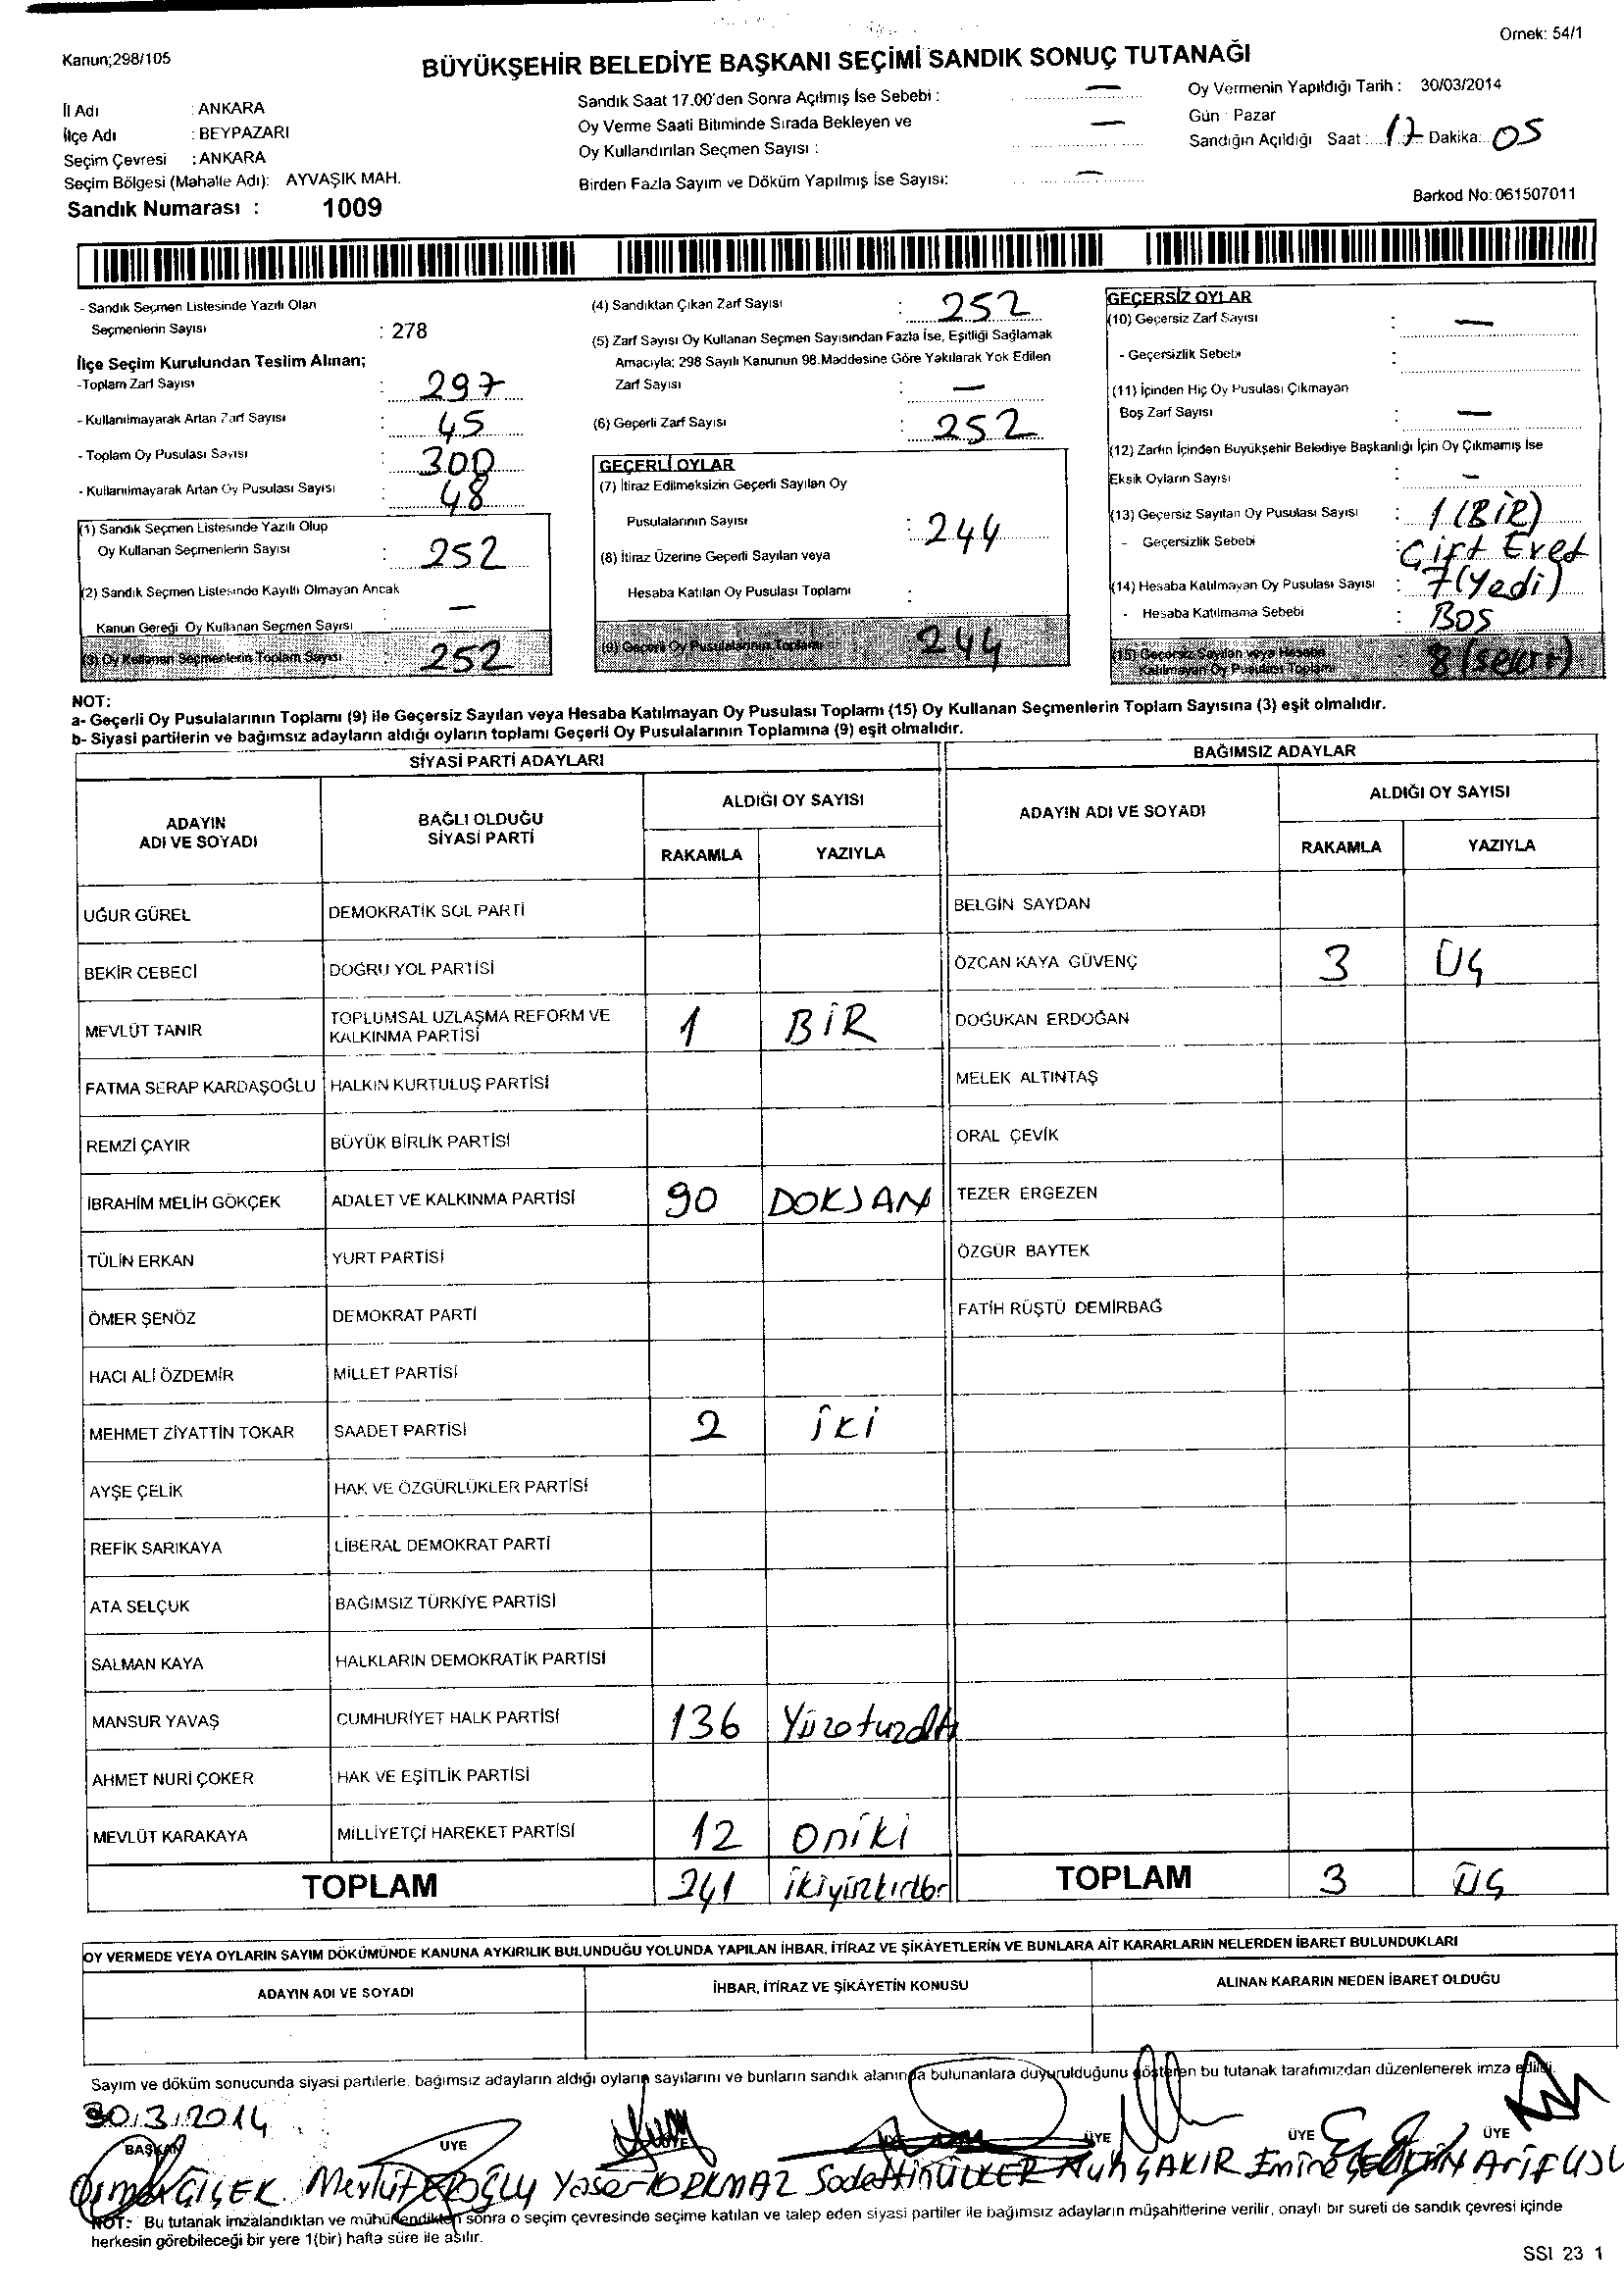 Örnek: 54/1
Kanun;298/105
BÜYÜKŞEHİR BELEDİYE BAŞKANI SEÇİMİ SANDIK SONUÇ TUTANAĞI
İl Adı : ANKARA
İlçe Adı : BEYPAZARI
Seçim Çevresi : ANKARA
Seçim Bölgesi (Mahalle Adı): AYVAŞIK MAH.
Sandık Numarası : 1009
Sandık Saat 17.00'den Sonra Açılmış İse Sebebi : —
Oy Verme Saati Bitiminde Sırada Bekleyen ve —
Oy Kullandırılan Seçmen Sayısı :
Birden Fazla Sayım ve Döküm Yapılmış İse Sayısı: —
Oy Vermenin Yapıldığı Tarih : 30/03/2014
Gün : Pazar
Sandığın Açıldığı Saat : 17 Dakika: 05
Barkod No: 061507011
- Sandık Seçmen Listesinde Yazılı Olan
Seçmenlerin Sayısı : 278
İlçe Seçim Kurulundan Teslim Alınan;
-Toplam Zarf Sayısı : 297
- Kullanılmayarak Artan Zarf Sayısı : 45
- Toplam Oy Pusulası Sayısı : 300
- Kullanılmayarak Artan Oy Pusulası Sayısı : 48
(1) Sandık Seçmen Listesinde Yazılı Olup
Oy Kullanan Seçmenlerin Sayısı : 252
(2) Sandık Seçmen Listesinde Kayıtlı Olmayan Ancak
Kanun Gereği Oy Kullanan Seçmen Sayısı : —
(3) Oy Kullanan Seçmenlerin Toplam Sayısı : 252
(4) Sandıktan Çıkan Zarf Sayısı : 252
(5) Zarf Sayısı Oy Kullanan Seçmen Sayısından Fazla İse, Eşitliği Sağlamak
Amacıyla; 298 Sayılı Kanunun 98.Maddesine Göre Yakılarak Yok Edilen
Zarf Sayısı : —
(6) Geçerli Zarf Sayısı : 252
GEÇERLİ OYLAR
(7) İtiraz Edilmeksizin Geçerli Sayılan Oy
Pusulalarının Sayısı : 244
(8) İtiraz Üzerine Geçerli Sayılan veya
Hesaba Katılan Oy Pusulası Toplamı :
(9) Geçerli Oy Pusulalarının Toplamı : 244
GEÇERSİZ OYLAR
(10) Geçersiz Zarf Sayısı : —
- Geçersizlik Sebebi :
(11) İçinden Hiç Oy Pusulası Çıkmayan
Boş Zarf Sayısı : —
(12) Zarfın İçinden Büyükşehir Belediye Başkanlığı İçin Oy Çıkmamış İse
Eksik Oyların Sayısı : —
(13) Geçersiz Sayılan Oy Pusulası Sayısı : 1 (BİR)
- Geçersizlik Sebebi : Çift Evet
(14) Hesaba Katılmayan Oy Pusulası Sayısı : 7 (Yedi)
- Hesaba Katılmama Sebebi : BOŞ
(15) Geçersiz Sayılan veya Hesaba
Katılmayan Oy Pusulası Toplamı : 8
NOT:
a- Geçerli Oy Pusulalarının Toplamı (9) ile Geçersiz Sayılan veya Hesaba Katılmayan Oy Pusulası Toplamı (15) Oy Kullanan Seçmenlerin Toplam Sayısına (3) eşit olmalıdır.
b- Siyasi partilerin ve bağımsız adayların aldığı oyların toplamı Geçerli Oy Pusulalarının Toplamına (9) eşit olmalıdır.
SİYASİ PARTİ ADAYLARI
ADAYIN ADI VE SOYADI BAĞLI OLDUĞU SİYASİ PARTİ ALDIĞI OY SAYISI
RAKAMLA YAZIYLA
UĞUR GÜREL DEMOKRATİK SOL PARTİ
BEKİR CEBECİ DOĞRU YOL PARTİSİ
MEVLÜT TANIR TOPLUMSAL UZLAŞMA REFORM VE KALKINMA PARTİSİ 1 BİR
FATMA SERAP KARDAŞOĞLU HALKIN KURTULUŞ PARTİSİ
REMZİ ÇAYIR BÜYÜK BİRLİK PARTİSİ
İBRAHİM MELİH GÖKÇEK ADALET VE KALKINMA PARTİSİ 90 DOKSAN
TÜLİN ERKAN YURT PARTİSİ
ÖMER ŞENÖZ DEMOKRAT PARTİ
HACI ALİ ÖZDEMİR MİLLET PARTİSİ
MEHMET ZİYATTİN TOKAR SAADET PARTİSİ 2 İKİ
AYŞE ÇELİK HAK VE ÖZGÜRLÜKLER PARTİSİ
REFİK SARIKAYA LİBERAL DEMOKRAT PARTİ
ATA SELÇUK BAĞIMSIZ TÜRKİYE PARTİSİ
SALMAN KAYA HALKLARIN DEMOKRATİK PARTİSİ
MANSUR YAVAŞ CUMHURİYET HALK PARTİSİ 136 Yüzotuzaltı
AHMET NURİ ÇOKER HAK VE EŞİTLİK PARTİSİ
MEVLÜT KARAKAYA MİLLİYETÇİ HAREKET PARTİSİ 12 oniki
TOPLAM 241 ikiyüzkırkbir
BAĞIMSIZ ADAYLAR
ADAYIN ADI VE SOYADI ALDIĞI OY SAYISI
RAKAMLA YAZIYLA
BELGİN SAYDAN
ÖZCAN KAYA GÜVENÇ 3 ÜÇ
DOĞUKAN ERDOĞAN
MELEK ALTINTAŞ
ORAL ÇEVİK
TEZER ERGEZEN
ÖZGÜR BAYTEK
FATİH RÜŞTÜ DEMİRBAĞ
TOPLAM 3 ÜÇ
OY VERMEDE VEYA OYLARIN SAYIM DÖKÜMÜNDE KANUNA AYKIRILIK BULUNDUĞU YOLUNDA YAPILAN İHBAR, İTİRAZ VE ŞİKÂYETLERİN VE BUNLARA AİT KARARLARIN NELERDEN İBARET BULUNDUKLARI
ADAYIN ADI VE SOYADI İHBAR, İTİRAZ VE ŞİKÂYETİN KONUSU ALINAN KARARIN NEDEN İBARET OLDUĞU
Sayım ve döküm sonucunda siyasi partilerle. bağımsız adayların aldığı oyların sayılarını ve bunların sandık alanında bulunanlara duyurulduğunu gösteren bu tutanak tarafımızdan düzenlenerek imza edildi.
30/3/2014
BAŞKAN ÜYE ÜYE ÜYE ÜYE ÜYE
ÇİÇEK Mevlüt EROĞLU Yaşar KORKMAZ Sadettin ÜLKER Nuh ÇAKIR Emine Arif
NOT: Bu tutanak imzalandıktan ve mühürlendikten sonra o seçim çevresinde seçime katılan ve talep eden siyasi partiler ile bağımsız adayların müşahitlerine verilir, onaylı bir sureti de sandık çevresi içinde
herkesin görebileceği bir yere 1(bir) hafta süre ile asılır.
SSI 23 1